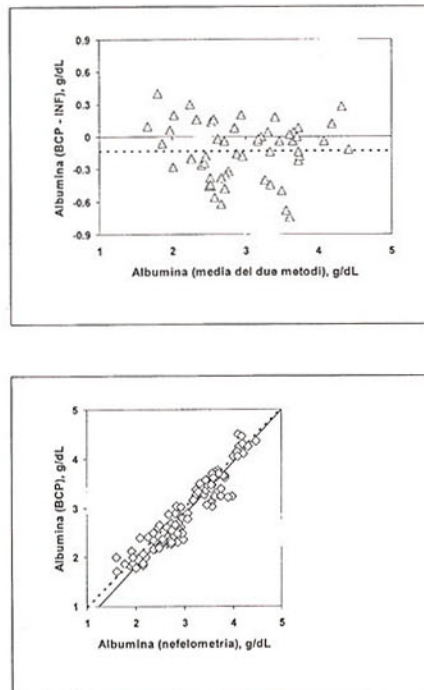 0.9
0.6
0.3
0
-0.3
-0.6
-0.9
Albumina (BCP - INF), g/dL
1 2 3 4 5
Albumina (media dei due metodi), g/dL
5
4
3
2
1
Albumina (BCP), g/dL
1 2 3 4 5
Albumina (nefelometria), g/dL